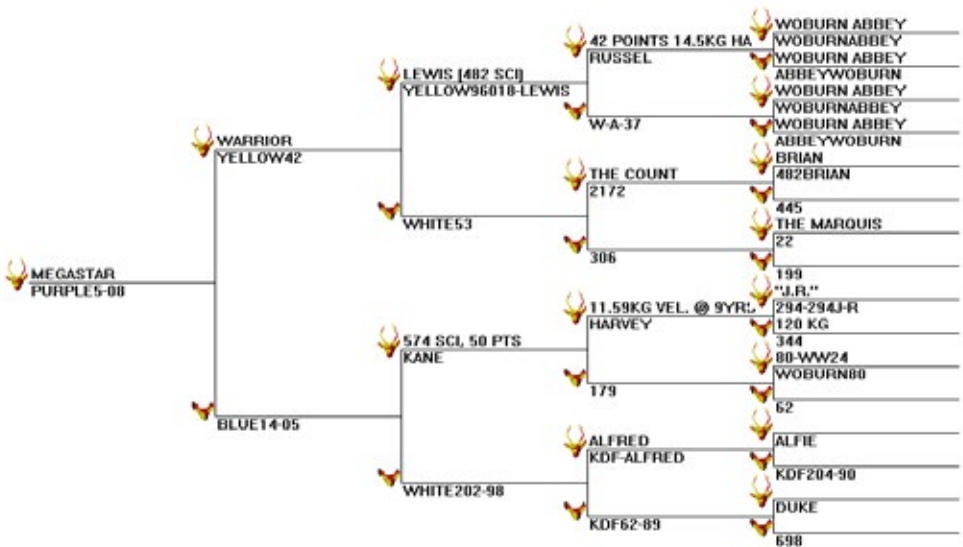 WOBURN ABBEY
42 POINTS 14.5KG HA
WOBURNABBEY
RUSSEL
WOBURN ABBEY
LEWIS [482 SCI]
ABBEYWOBURN
YELLOW96018-LEWIS
WOBURN ABBEY
WOBURNABBEY
W-A-37
WOBURN ABBEY
WARRIOR
ABBEYWOBURN
YELLOW42
BRIAN
THE COUNT
482BRIAN
2172
445
WHITE53
THE MARQUIS
22
306
199
MEGASTAR
PURPLE5-08
"J.R."
11.59KG VEL. @ 9YRS
294-294J-R
HARVEY
120 KG
574 SCI, 50 PTS
344
KANE
80-WW24
WOBURN80
179
62
BLUE14-05
ALFRED
ALFIE
KDF-ALFRED
KDF204-90
WHITE202-98
DUKE
KDF62-89
698